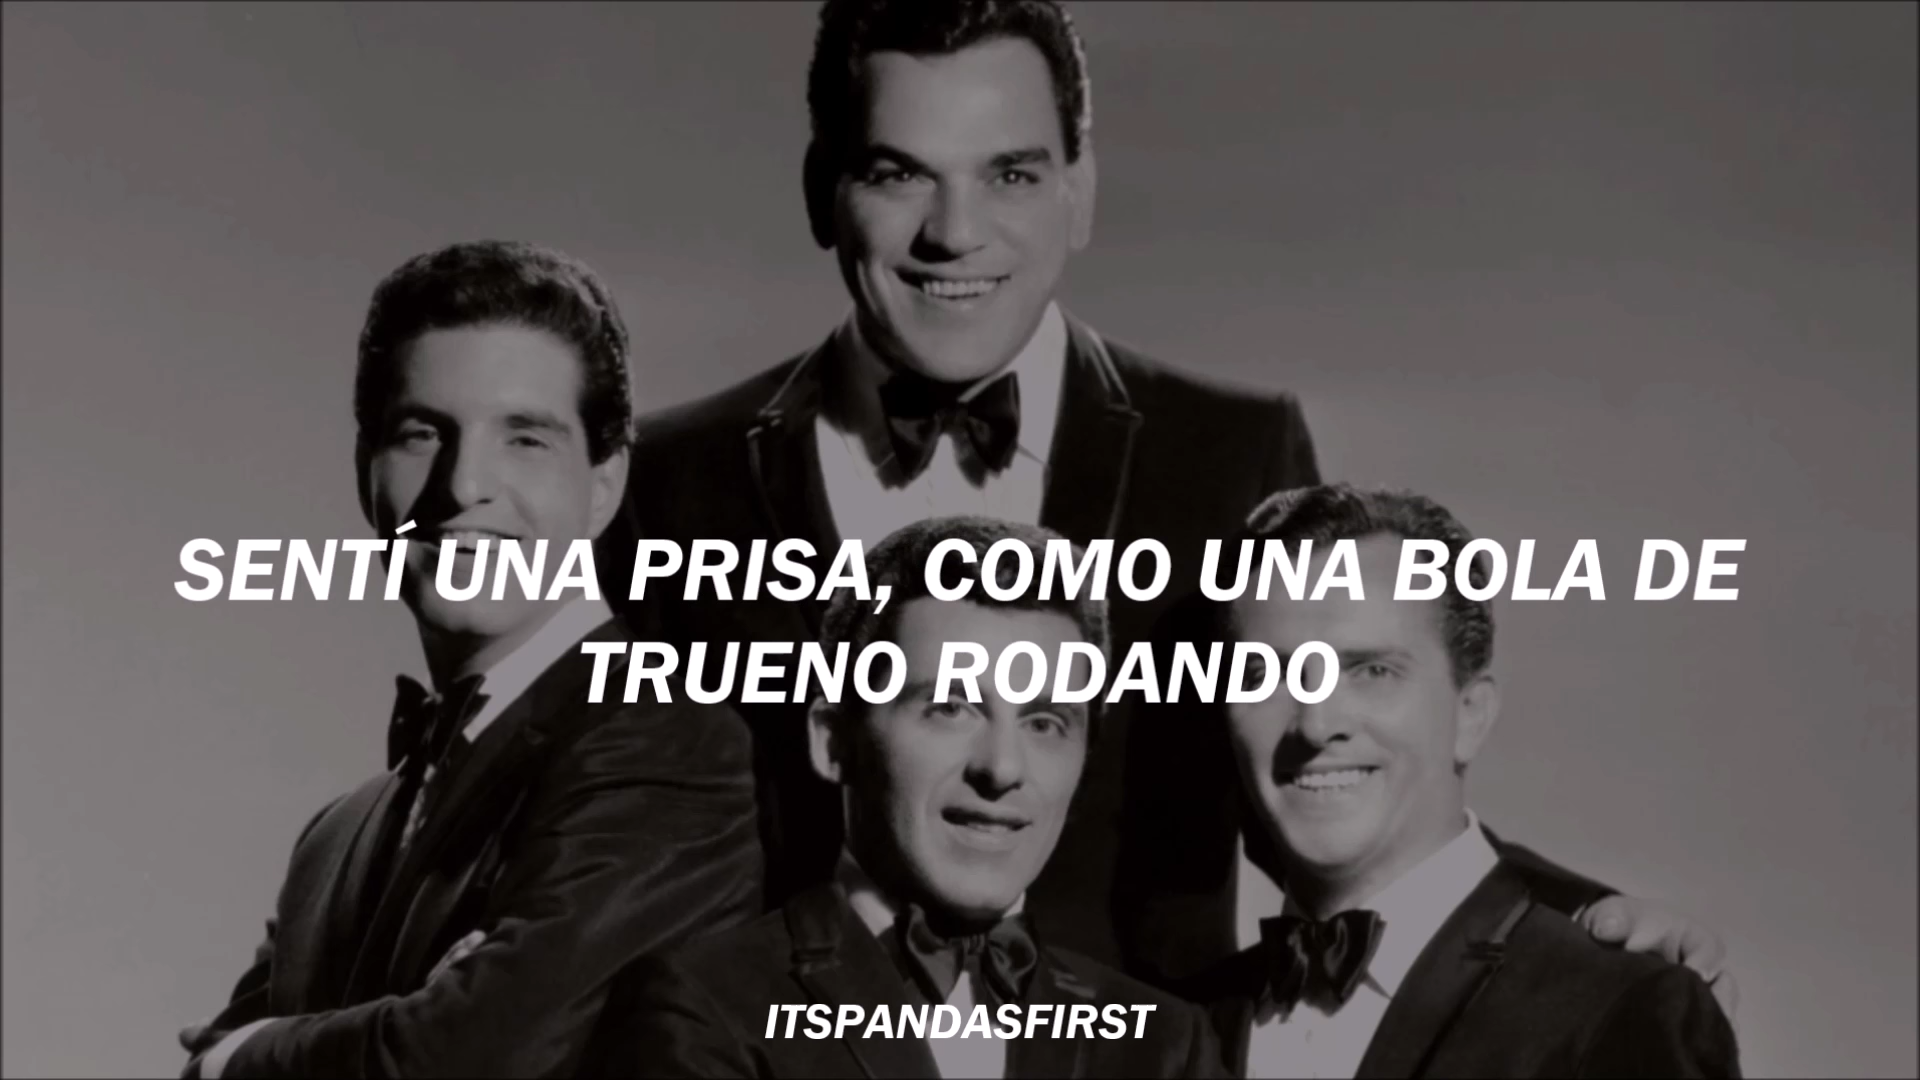 SENTÍ UNA PRISA, COMO UNA BOLA DE
TRUENO RODANDO
ITSPANDASFIRST